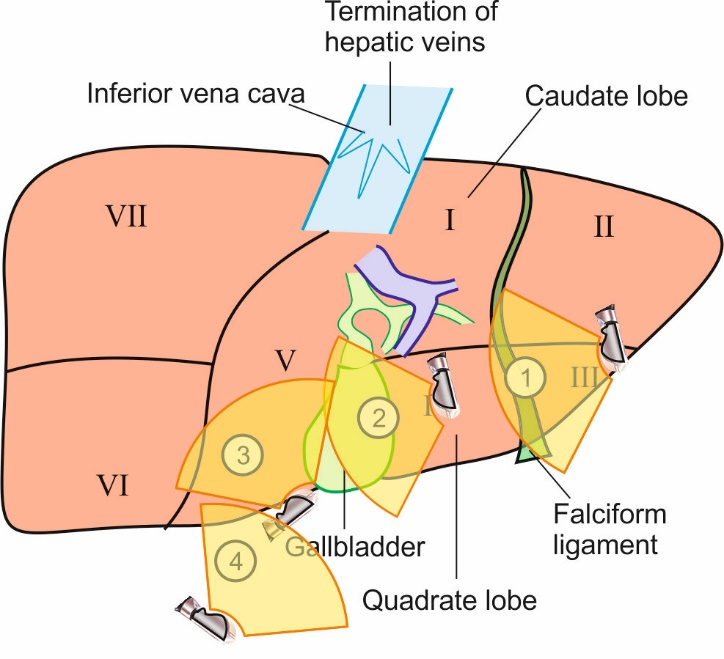 Termination of
hepatic veins
Inferior vena cava
Caudate lobe
VII
I
II
V
1
III
I
2
3
VI
4
Gallbladder
Falciform
ligament
Quadrate lobe